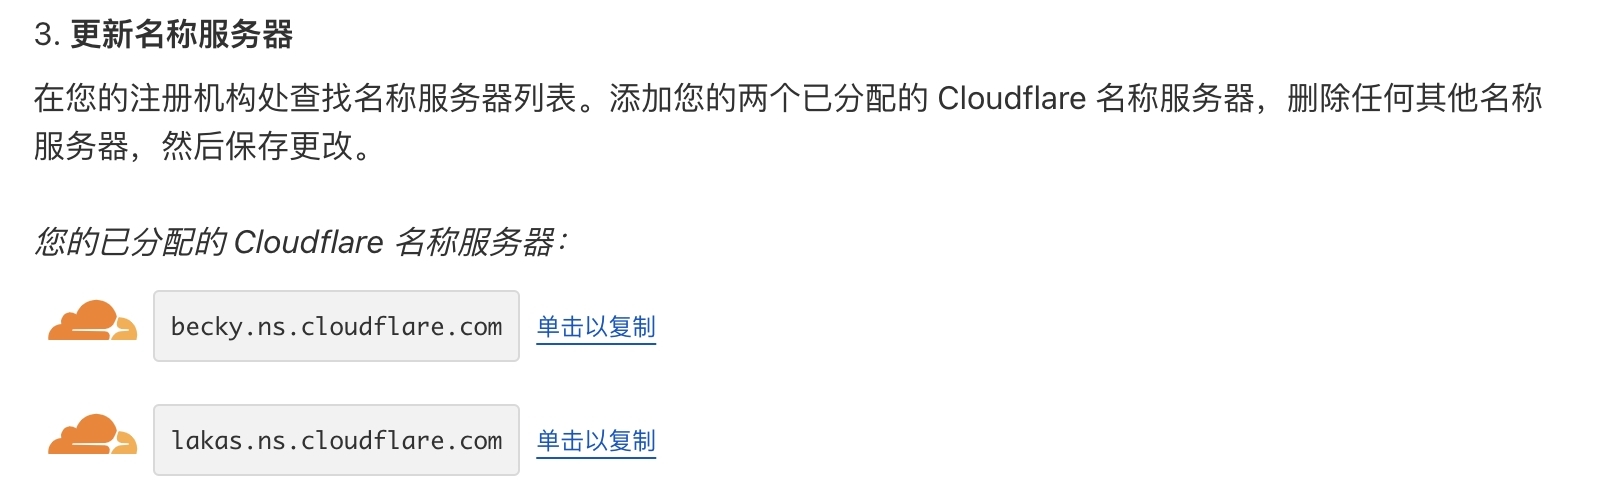 3. 更新名称服务器
在您的注册机构处查找名称服务器列表。添加您的两个已分配的 Cloudflare 名称服务器，删除任何其他名称
服务器，然后保存更改。
您的已分配的 Cloudflare 名称服务器：
becky.ns.cloudflare.com 单击以复制
lakas.ns.cloudflare.com 单击以复制